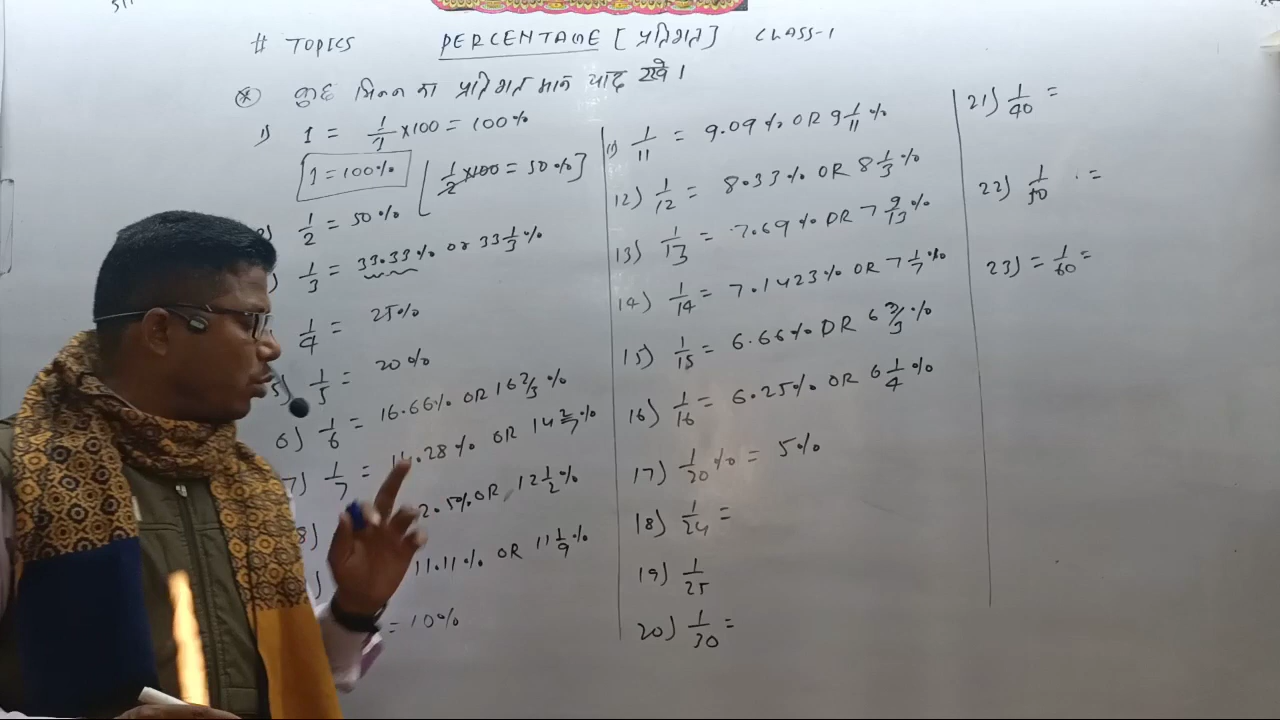 # TOPICS PERCENTAGE [प्रतिशत] CLASS-1
* कुछ भिन्न का प्रतिशत मान याद रखे।
1) 1 = 1/1 ×100 = 100%
1 = 100% [1/2 ×100 = 50%]
1/2 = 50%
) 1/3 = 33.33% or 33 1/3 %
1/4 = 25%
5) 1/5 = 20%
6) 1/6 = 16.66% OR 16 2/3 %
7) 1/7 = 14.28% OR 14 2/7 %
8) 2.5% OR 12 1/2 %
) 11.11% OR 11 1/9 %
= 10%
11) 1/11 = 9.09% OR 9 1/11 %
12) 1/12 = 8.33% OR 8 1/3 %
13) 1/13 = 7.69% OR 7 9/13 %
14) 1/14 = 7.1423% OR 7 1/7 %
15) 1/15 = 6.66% OR 6 2/3 %
16) 1/16 = 6.25% OR 6 1/4 %
17) 1/20 % = 5%
18) 1/24 =
19) 1/25
20) 1/30 =
21) 1/40 =
22) 1/50 =
23) = 1/60 =